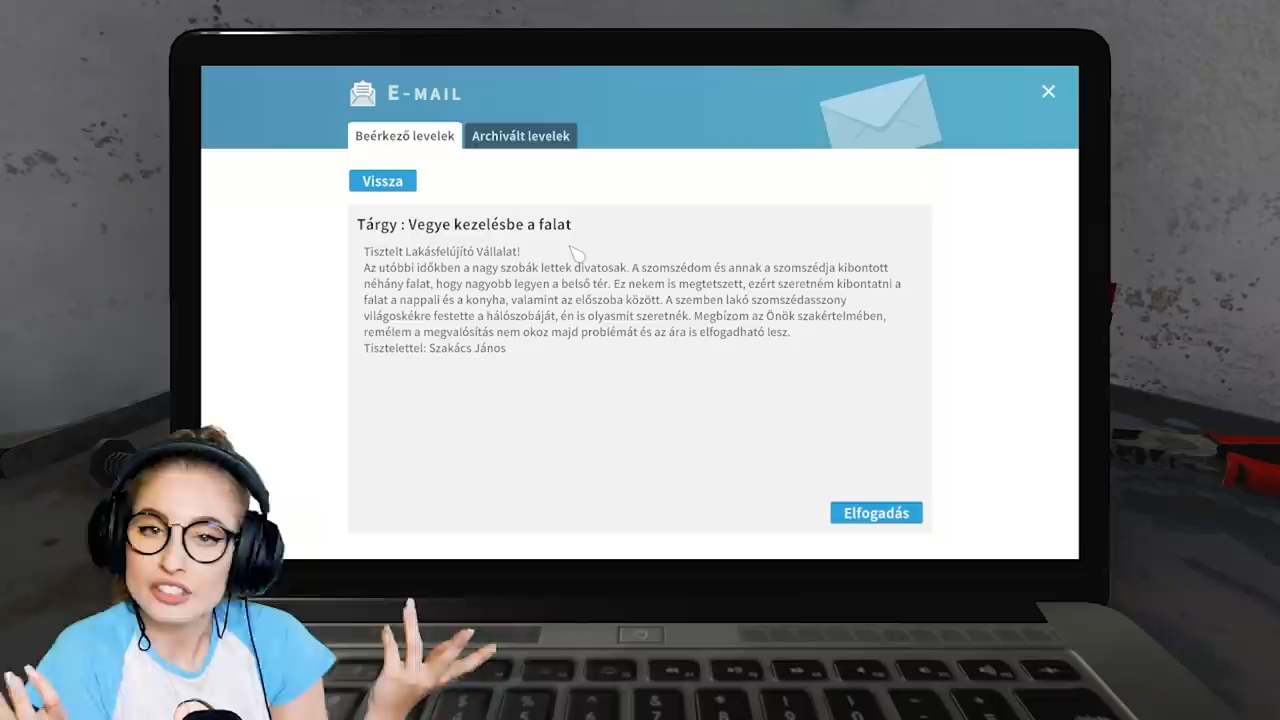 E-MAIL
Beérkező levelek
Archivált levelek
Vissza
Tárgy : Vegye kezelésbe a falat
Tisztelt Lakásfelújító Vállalat!
Az utóbbi időkben a nagy szobák lettek divatosak. A szomszédom és annak a szomszédja kibontott
néhány falat, hogy nagyobb legyen a belső tér. Ez nekem is megtetszett, ezért szeretném kibontatni a
falat a nappali és a konyha, valamint az előszoba között. A szemben lakó szomszédasszony
világoskékre festette a hálószobáját, én is olyasmit szeretnék. Megbízom az Önök szakértelmében,
remélem a megvalósítás nem okoz majd problémát és az ára is elfogadható lesz.
Tisztelettel: Szakács János
Elfogadás